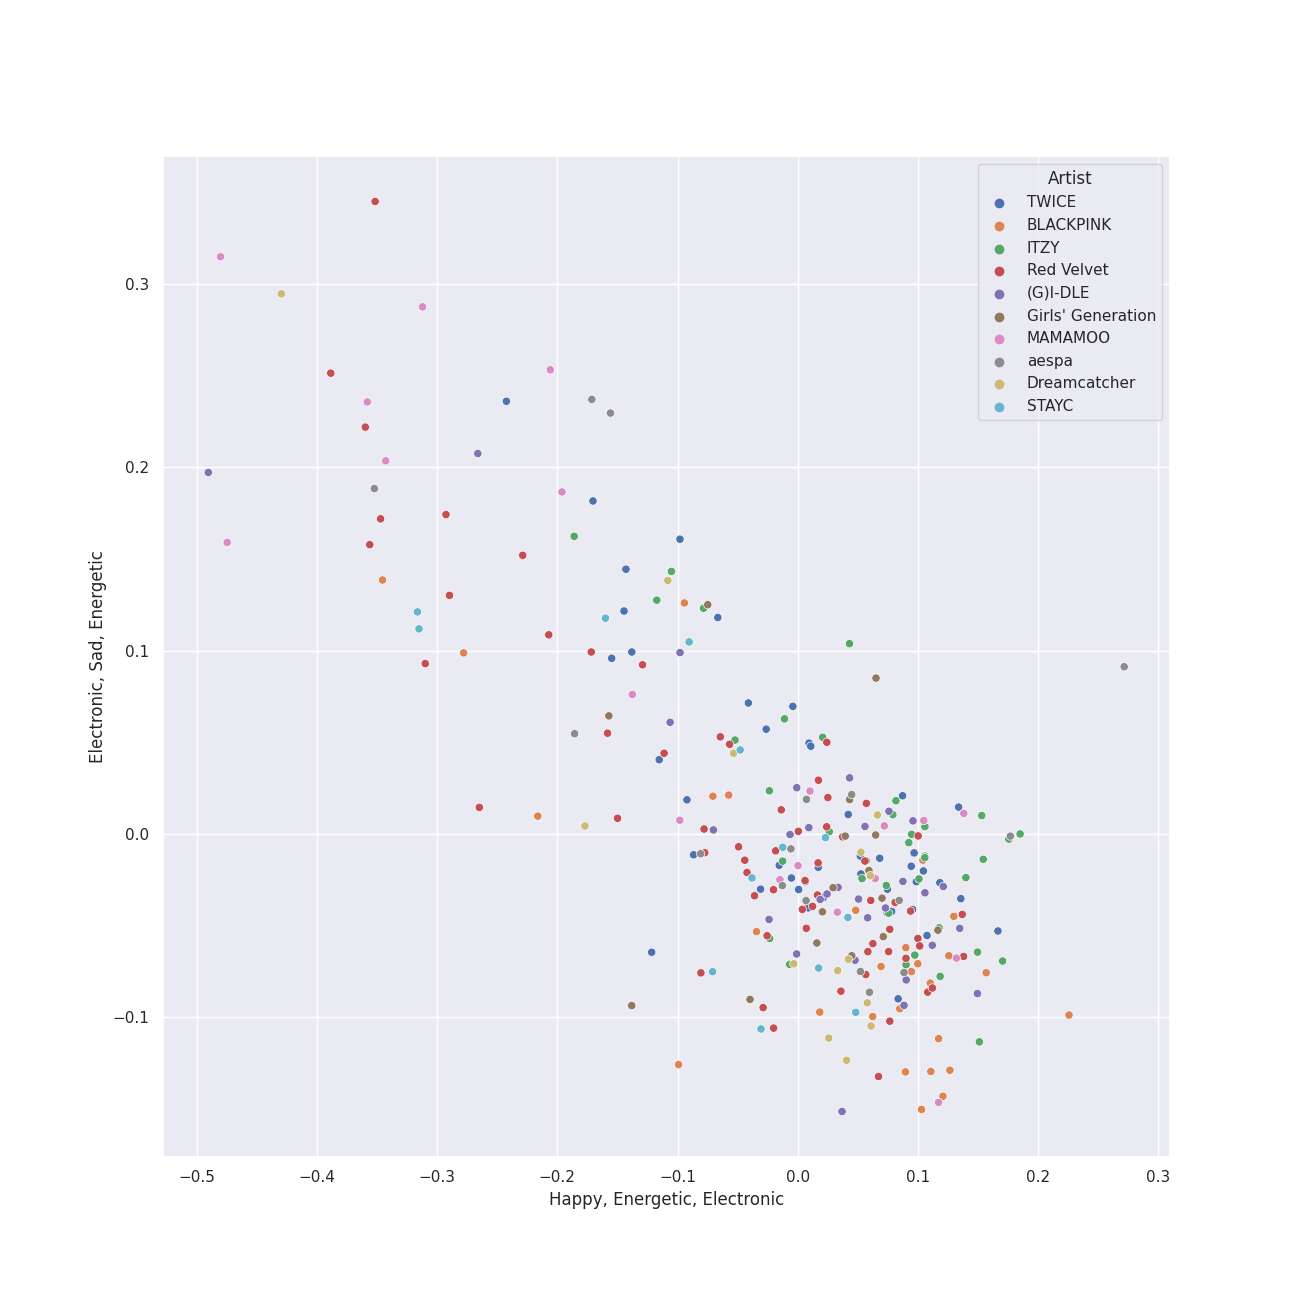 Artist
TWICE
BLACKPINK
ITZY
Red Velvet
(G)I-DLE
Girls' Generation
MAMAMOO
aespa
Dreamcatcher
STAYC
0.3
0.2
0.1
0.0
−0.1
Electronic, Sad, Energetic
−0.5 −0.4 −0.3 −0.2 −0.1 0.0 0.1 0.2 0.3
Happy, Energetic, Electronic